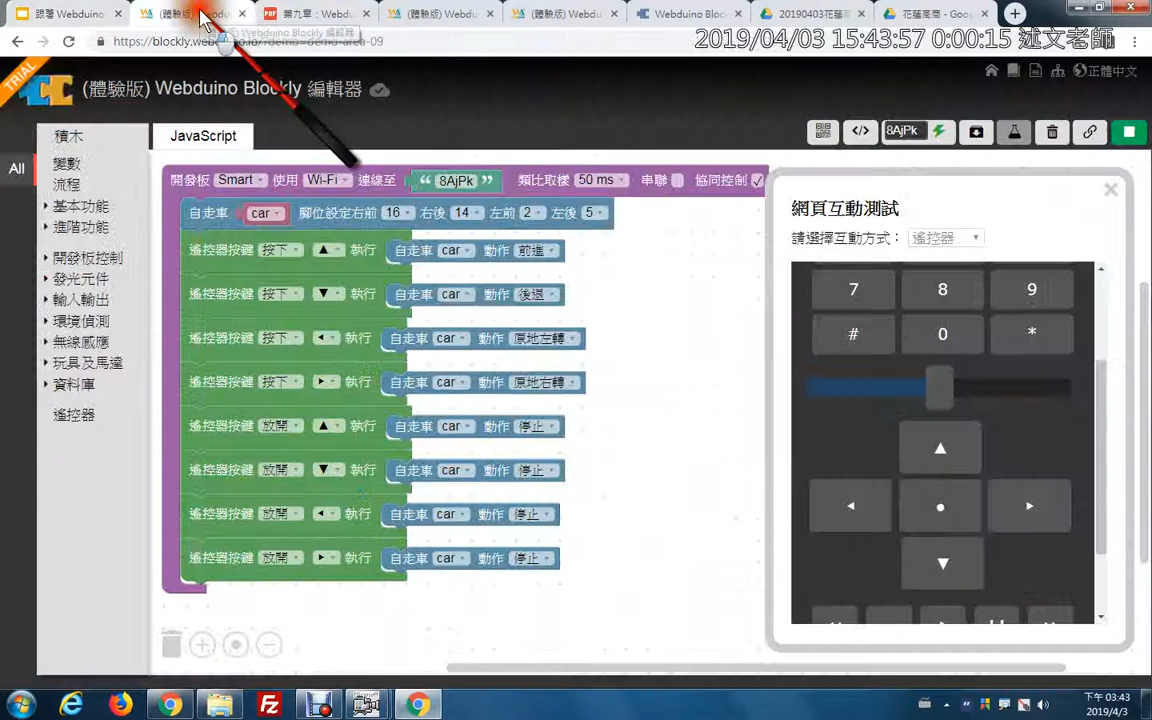 跟著 Webduino
(體驗版)
第九章：Webdu
(體驗版) Webdu
(體驗版) Webdu
Webduino Bloc
20190403花蓮
花蓮高商 - Goo
Webduino Blockly 編輯器
https://blockly.web
demo-area-09
2019/04/03 15:43:57 0:00:15 述文老師
TRIAL
(體驗版) Webduino Blockly 編輯器
正體中文
積木
JavaScript
</>
8AjPk
All
變數
流程
基本功能
進階功能
開發板控制
發光元件
輸入輸出
環境偵測
無線感應
玩具及馬達
資料庫
遙控器
開發板 Smart 使用 Wi-Fi 連線至 “ 8AjPk ” 類比取樣 50 ms 串聯 協同控制
自走車 car 腳位設定右前 16 右後 14 左前 2 左後 5
遙控器按鍵 按下 ▲ 執行 自走車 car 動作 前進
遙控器按鍵 按下 ▼ 執行 自走車 car 動作 後退
遙控器按鍵 按下 ◄ 執行 自走車 car 動作 原地左轉
遙控器按鍵 按下 ► 執行 自走車 car 動作 原地右轉
遙控器按鍵 放開 ▲ 執行 自走車 car 動作 停止
遙控器按鍵 放開 ▼ 執行 自走車 car 動作 停止
遙控器按鍵 放開 ◄ 執行 自走車 car 動作 停止
遙控器按鍵 放開 ► 執行 自走車 car 動作 停止
網頁互動測試
請選擇互動方式： 遙控器
7 8 9
# 0 *
下午 03:43
2019/4/3